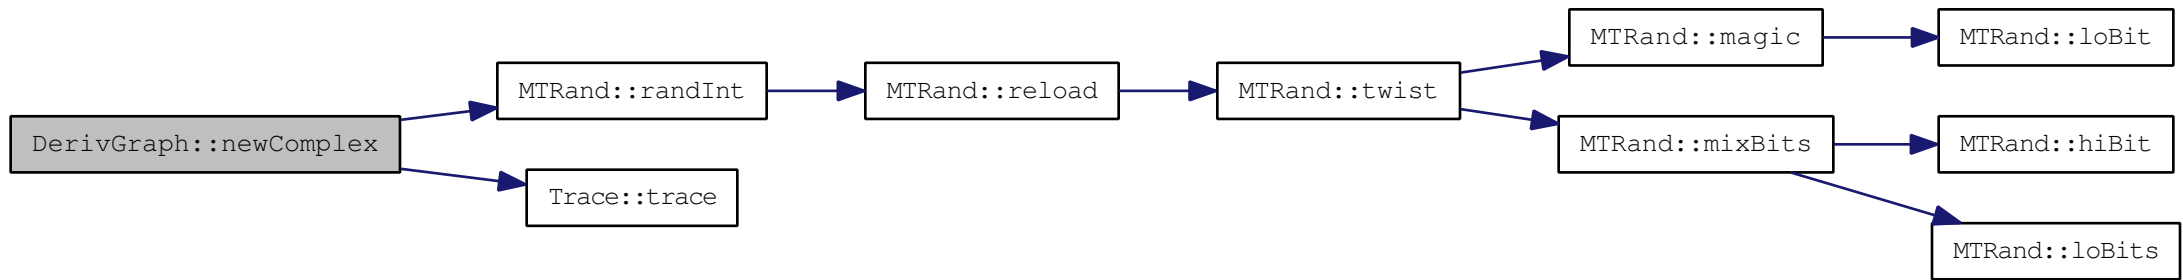 DerivGraph::newComplex
MTRand::randInt
Trace::trace
MTRand::reload
MTRand::twist
MTRand::magic
MTRand::mixBits
MTRand::loBit
MTRand::hiBit
MTRand::loBits